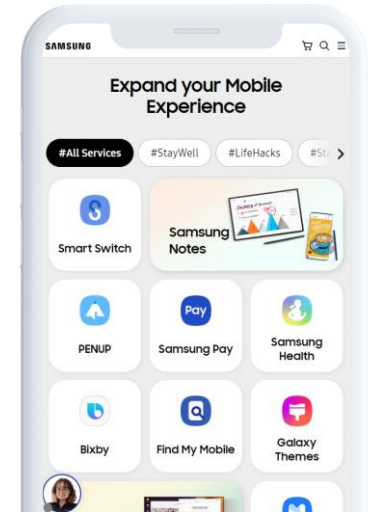 SAMSUNG
Expand your Mobile
Experience
#All Services
#StayWell
#LifeHacks
#St
Smart Switch
Samsung
Notes
PENUP
Pay
Samsung Pay
Samsung
Health
Bixby
Find My Mobile
Galaxy
Themes